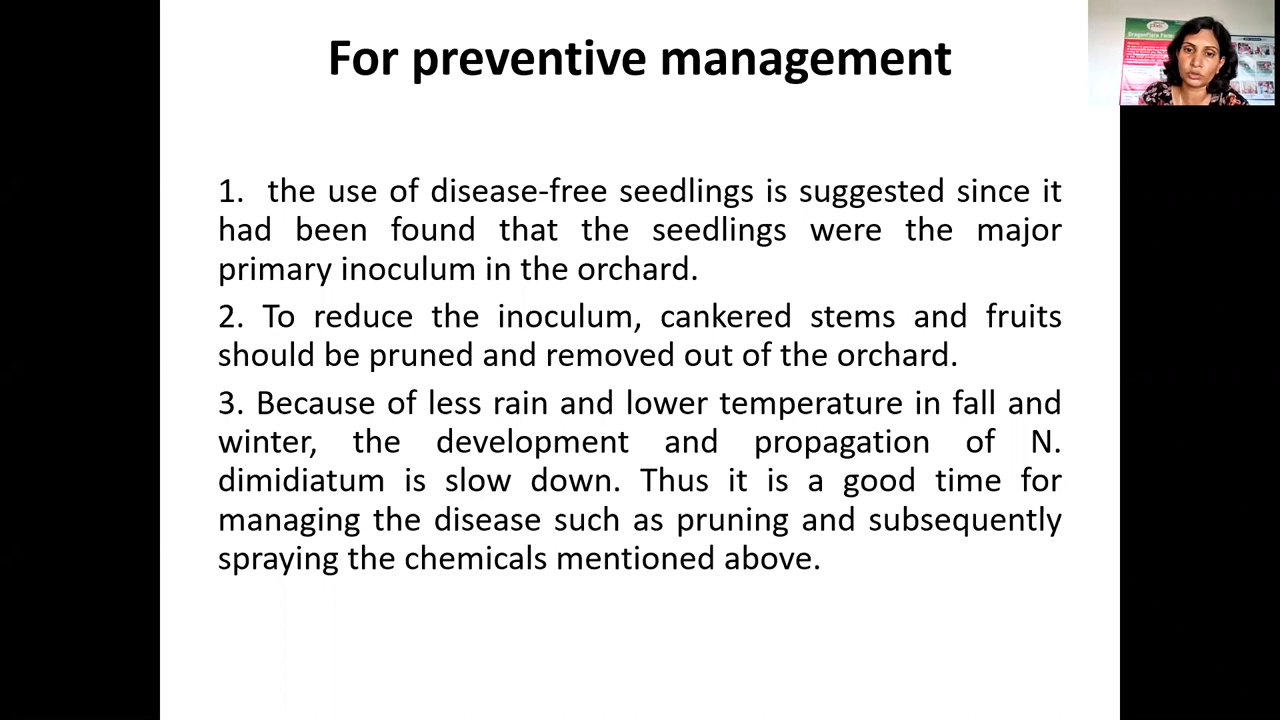 For preventive management
1. the use of disease-free seedlings is suggested since it
had been found that the seedlings were the major
primary inoculum in the orchard.
2. To reduce the inoculum, cankered stems and fruits
should be pruned and removed out of the orchard.
3. Because of less rain and lower temperature in fall and
winter, the development and propagation of N.
dimidiatum is slow down. Thus it is a good time for
managing the disease such as pruning and subsequently
spraying the chemicals mentioned above.